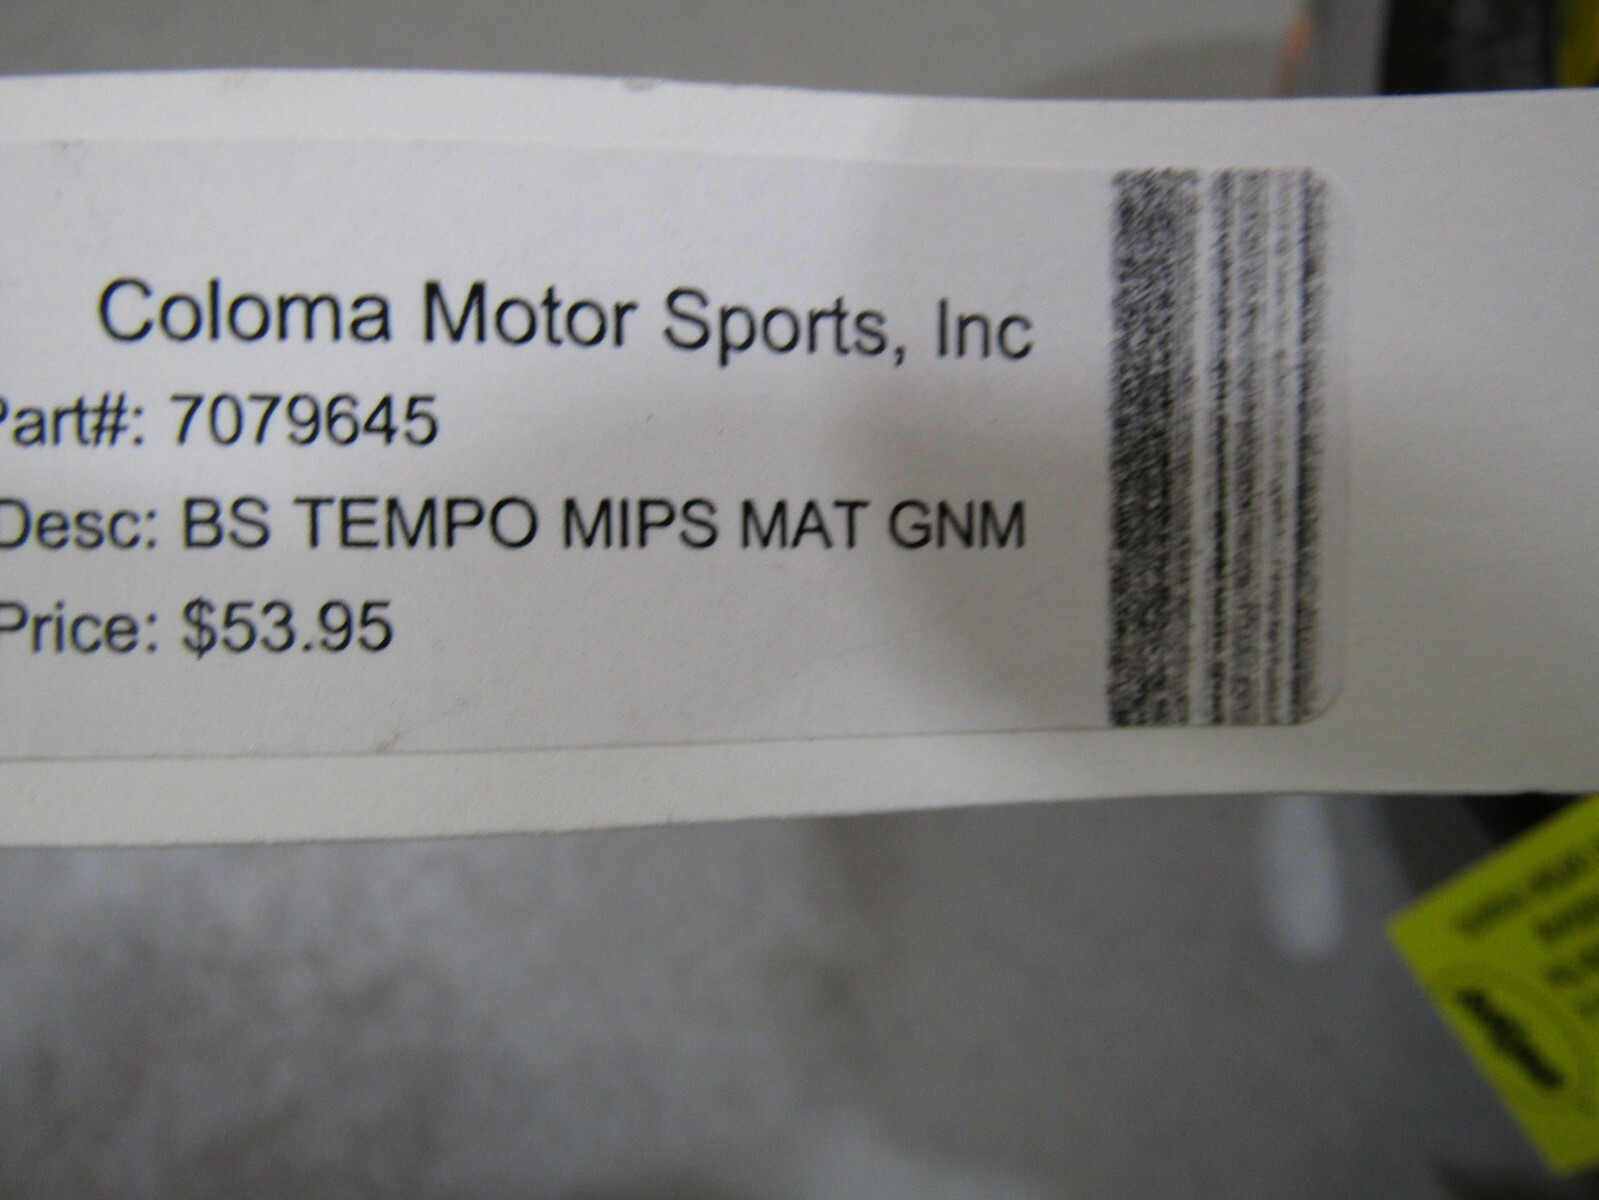 Coloma Motor Sports, Inc
Part#: 7079645
Desc: BS TEMPO MIPS MAT GNM
Price: $53.95